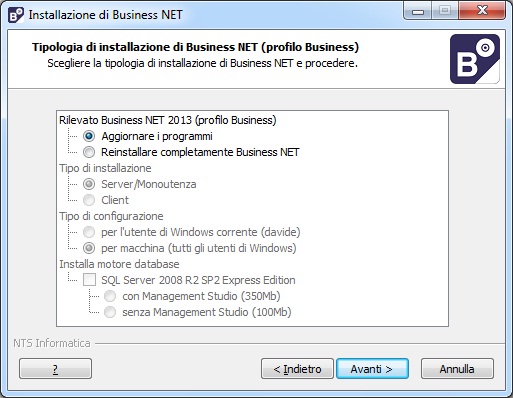 Installazione di Business NET
Tipologia di installazione di Business NET (profilo Business)
Scegliere la tipologia di installazione di Business NET e procedere.
B
Rilevato Business NET 2013 (profilo Business)
Aggiornare i programmi
Reinstallare completamente Business NET
Tipo di installazione
Server/Monoutenza
Client
Tipo di configurazione
per l'utente di Windows corrente (davide)
per macchina (tutti gli utenti di Windows)
Installa motore database
SQL Server 2008 R2 SP2 Express Edition
con Management Studio (350Mb)
senza Management Studio (100Mb)
NTS Informatica
?
< Indietro
Avanti >
Annulla